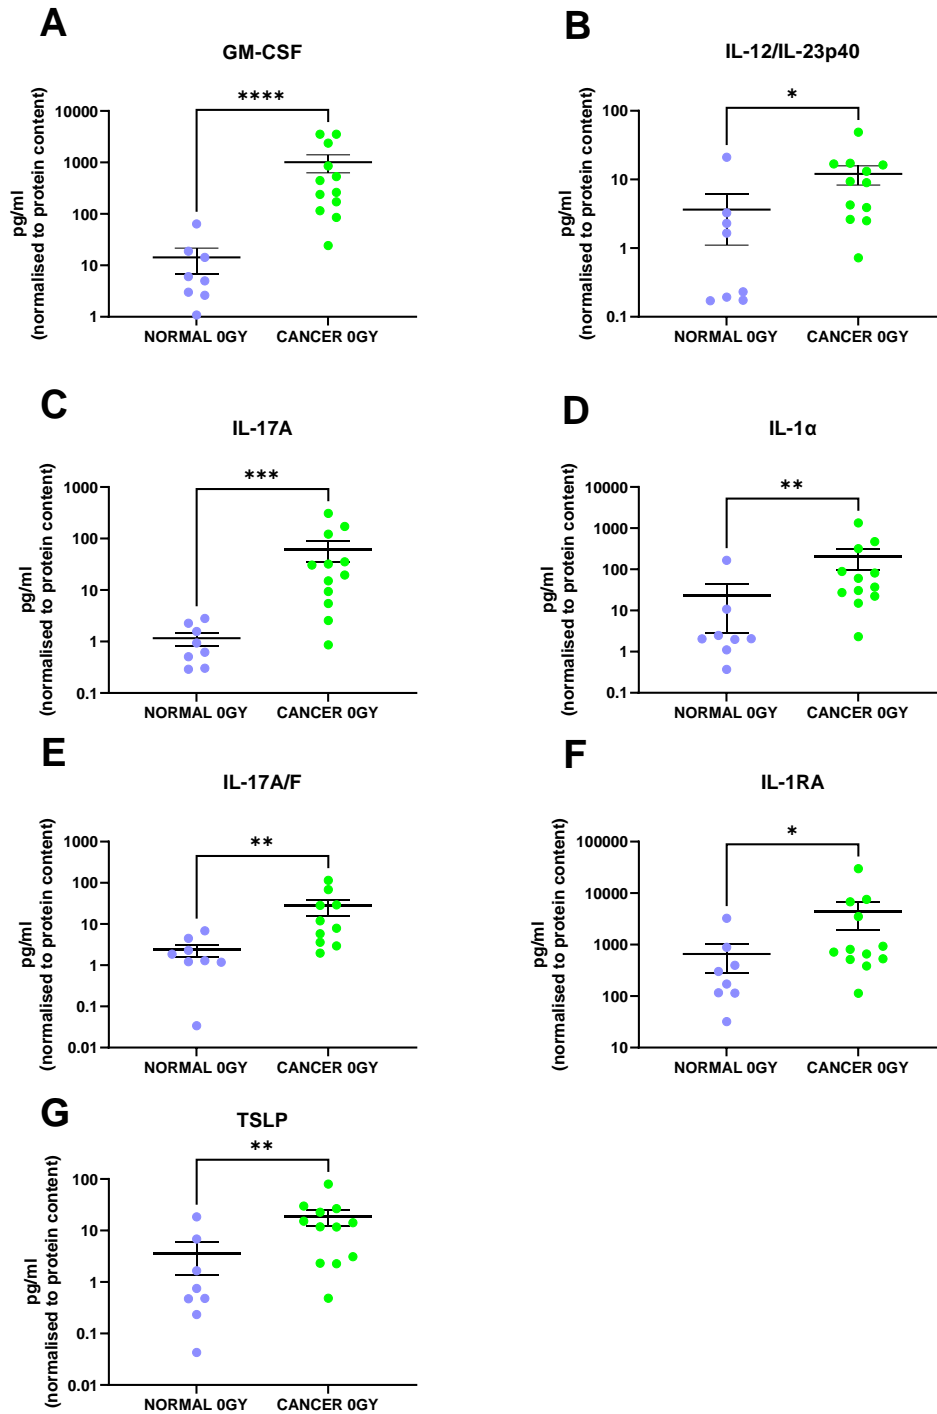 A
GM-CSF
****
pg/ml
(normalised to protein content)
10000
1000
100
10
1
NORMAL 0GY
CANCER 0GY
B
IL-12/IL-23p40
*
pg/ml
(normalised to protein content)
100
10
1
0.1
NORMAL 0GY
CANCER 0GY
C
IL-17A
***
pg/ml
(normalised to protein content)
1000
100
10
1
0.1
NORMAL 0GY
CANCER 0GY
D
IL-1α
**
pg/ml
(normalised to protein content)
10000
1000
100
10
1
0.1
NORMAL 0GY
CANCER 0GY
E
IL-17A/F
**
pg/ml
(normalised to protein content)
1000
100
10
1
0.1
0.01
NORMAL 0GY
CANCER 0GY
F
IL-1RA
*
pg/ml
(normalised to protein content)
100000
10000
1000
100
10
NORMAL 0GY
CANCER 0GY
G
TSLP
**
pg/ml
(normalised to protein content)
100
10
1
0.1
0.01
NORMAL 0GY
CANCER 0GY